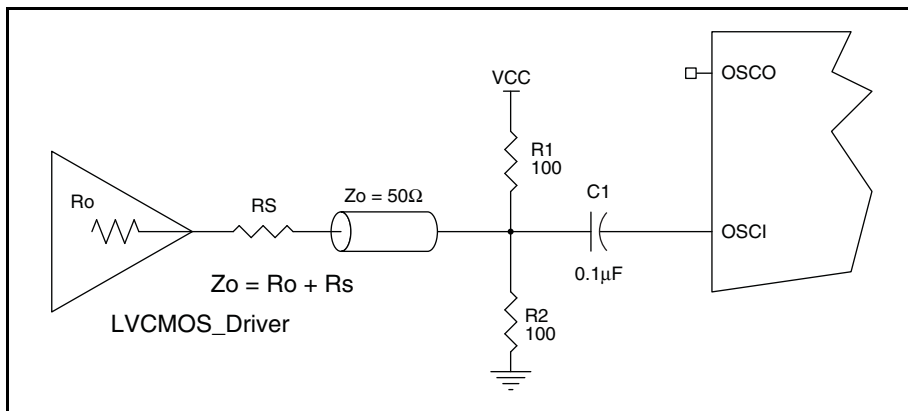 OSCO
VCC
R1
100
Ro
RS
Zo = 50Ω
C1
OSCI
0.1µF
Zo = Ro + Rs
LVCMOS_Driver
R2
100